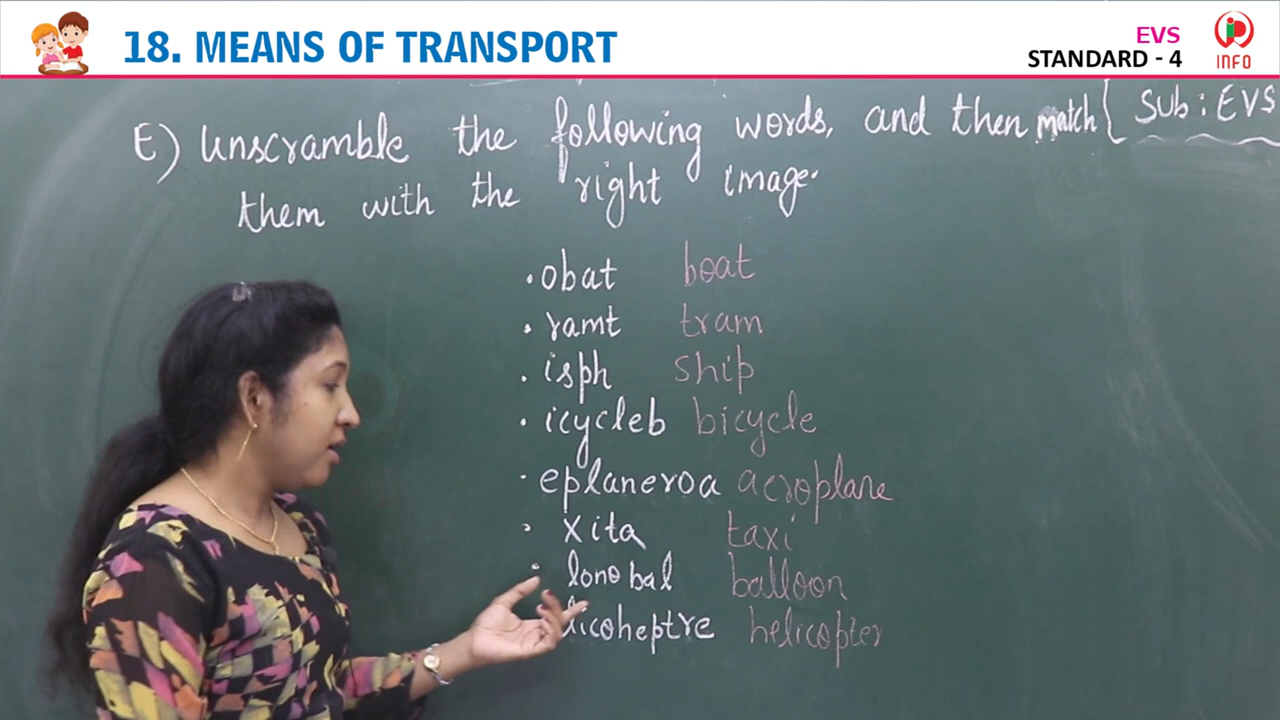 18. MEANS OF TRANSPORT
EVS
STANDARD - 4
INFO
E) Unscramble the following words, and then match { Sub : EVS
them with the right image.
. obat boat
. ramt tram
. isph ship
. icycleb bicycle
. eplaneroa aeroplane
. xita taxi
. lonobal balloon
licoheptre helicopter